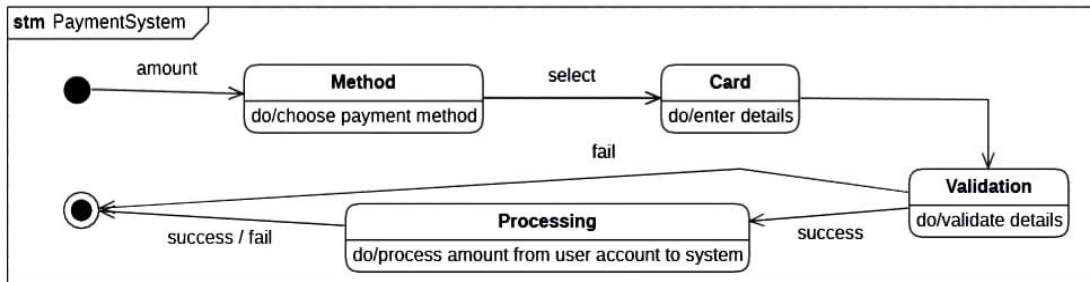 stm PaymentSystem
amount
Method
do/choose payment method
select
Card
do/enter details
fail
Validation
do/validate details
success
Processing
do/process amount from user account to system
success / fail